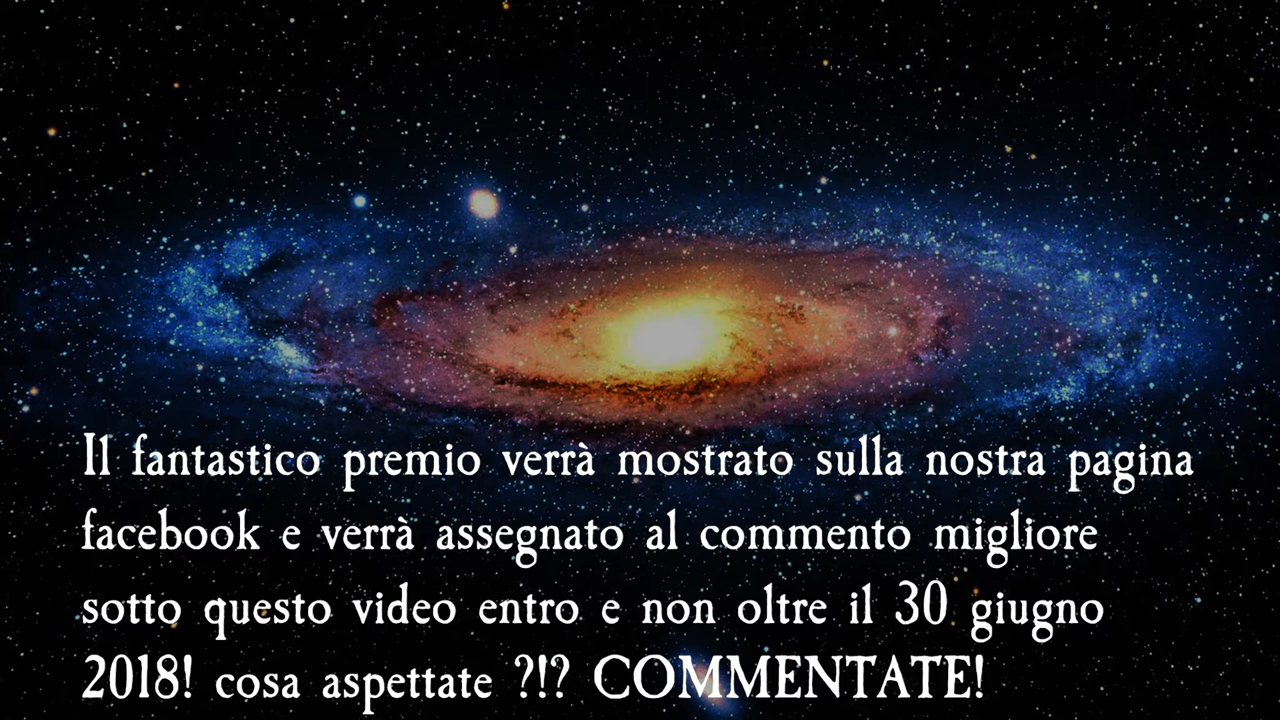 Il fantastico premio verrà mostrato sulla nostra pagina
facebook e verrà assegnato al commento migliore
sotto questo video entro e non oltre il 30 giugno
2018! cosa aspettate ?!? COMMENTATE!